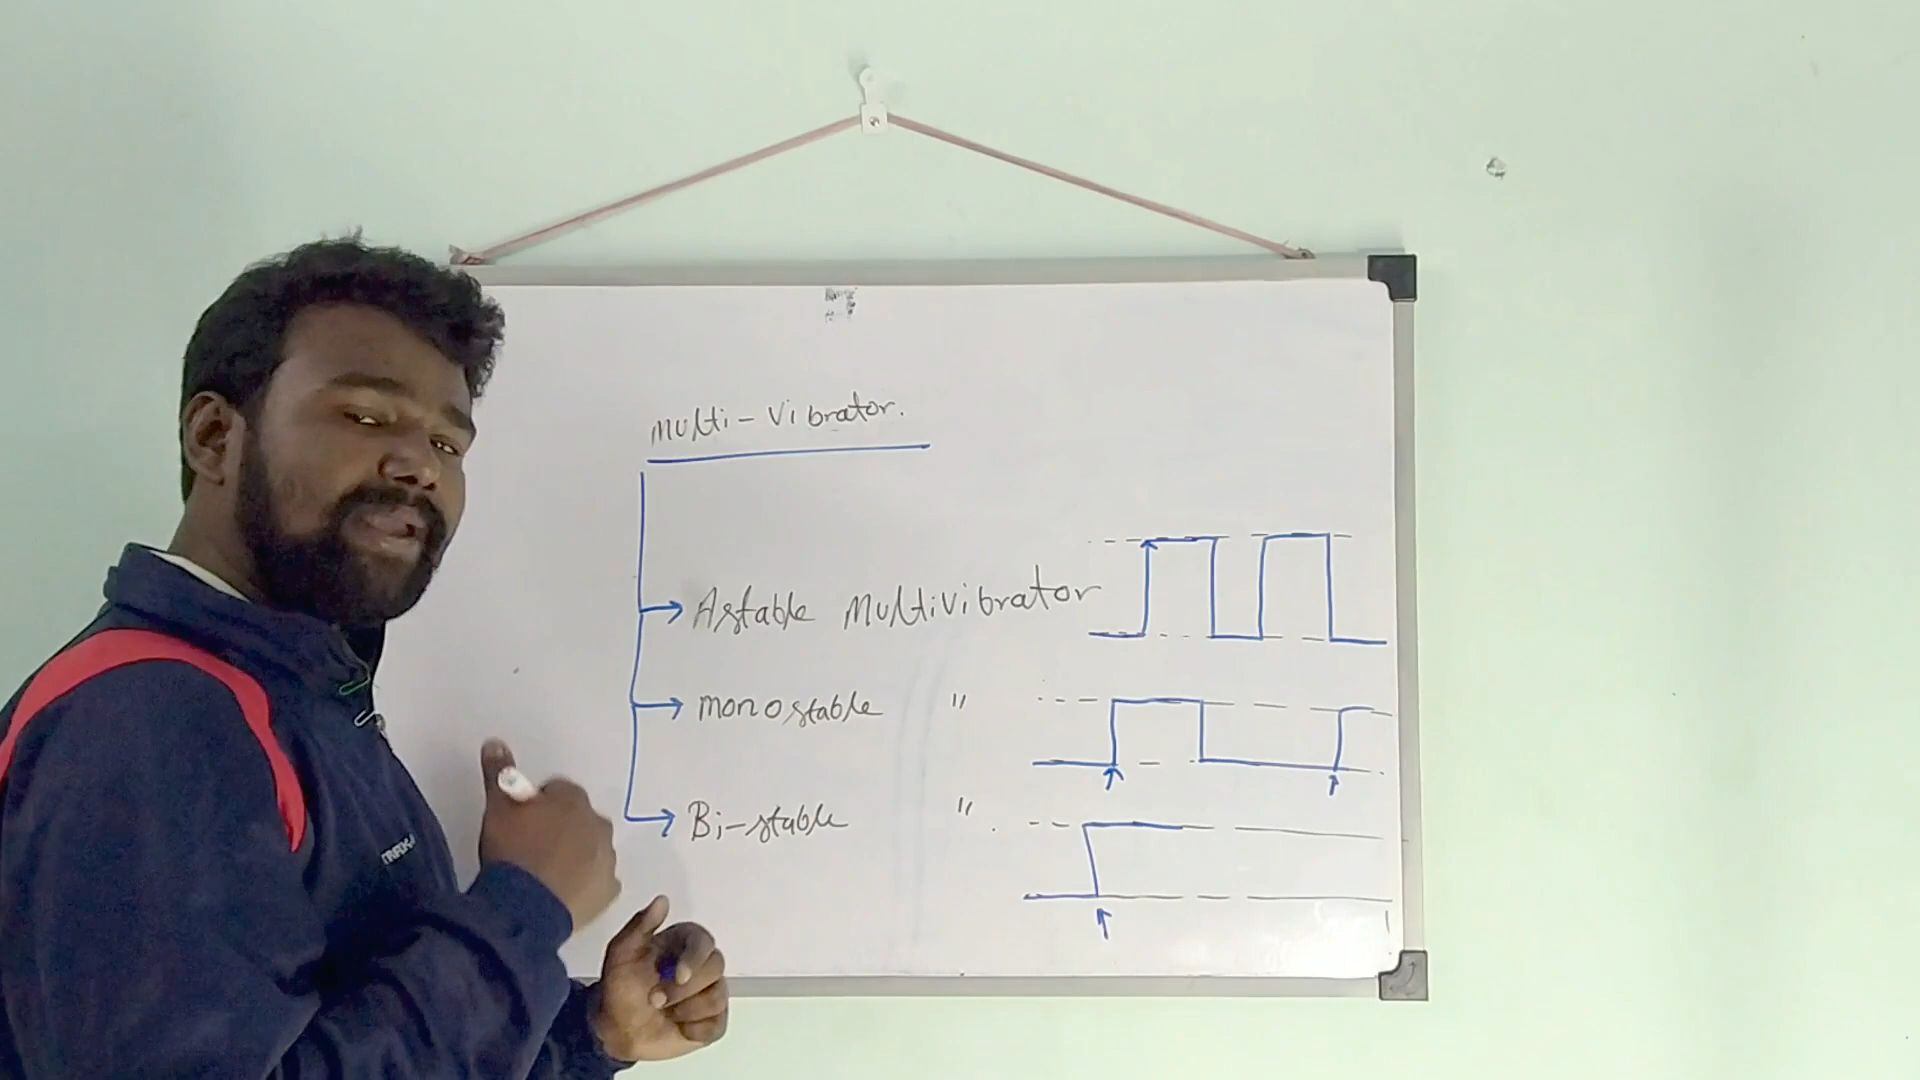 Multi-Vibrator.
Astable Multivibrator
monostable "
Bi-stable ".